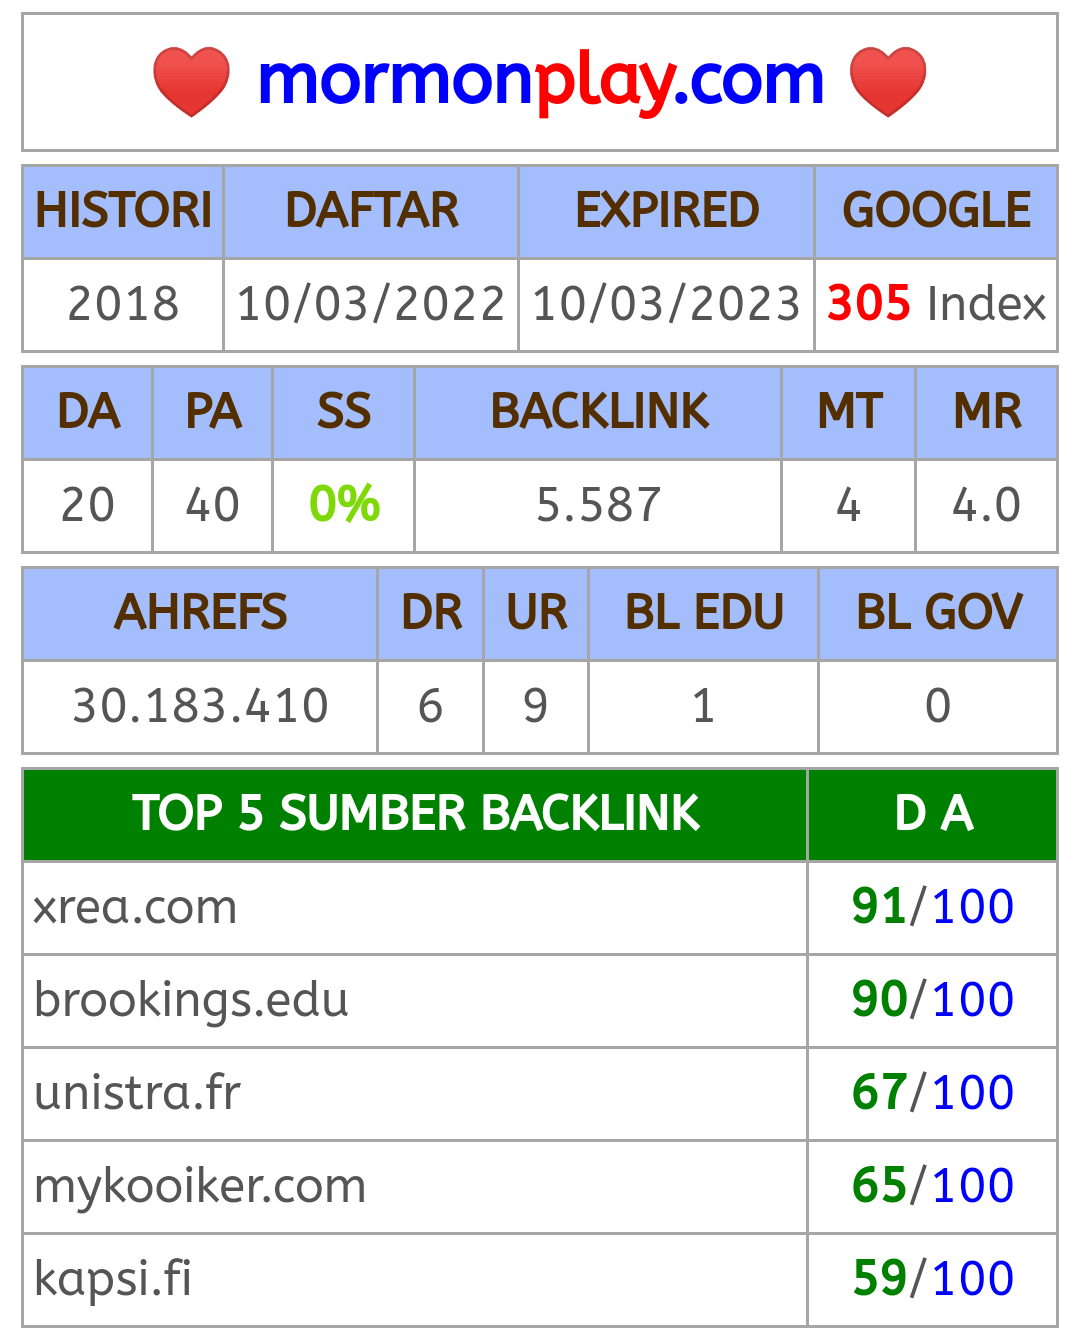 mormonplay.com
HISTORI DAFTAR EXPIRED GOOGLE
2018 10/03/2022 10/03/2023 305 Index
DA PA SS BACKLINK MT MR
20 40 0% 5.587 4 4.0
AHREFS DR UR BL EDU BL GOV
30.183.410 6 9 1 0
TOP 5 SUMBER BACKLINK D A
xrea.com 91/100
brookings.edu 90/100
unistra.fr 67/100
mykooiker.com 65/100
kapsi.fi 59/100